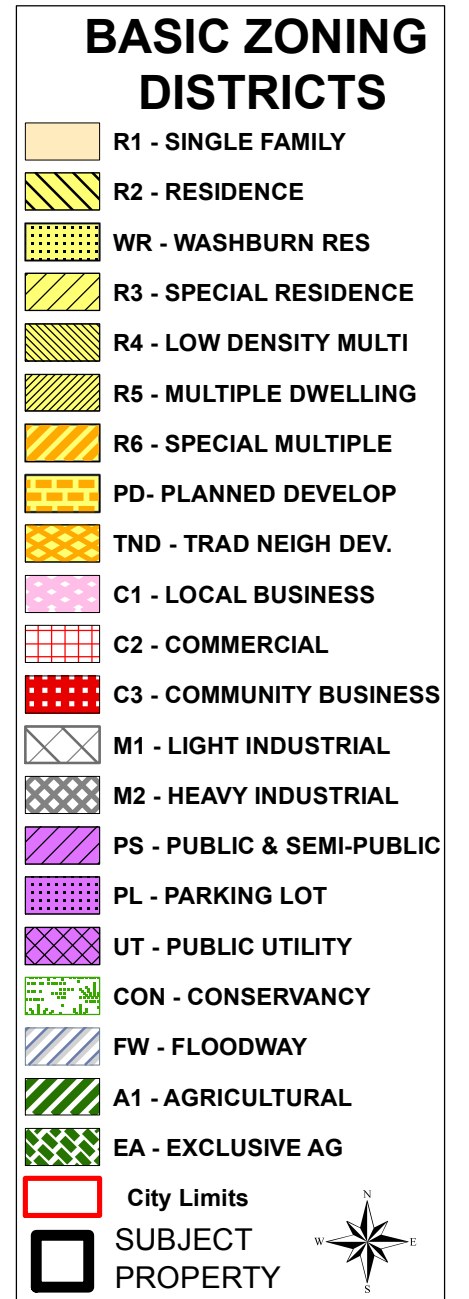 BASIC ZONING
DISTRICTS
R1 - SINGLE FAMILY
R2 - RESIDENCE
WR - WASHBURN RES
R3 - SPECIAL RESIDENCE
R4 - LOW DENSITY MULTI
R5 - MULTIPLE DWELLING
R6 - SPECIAL MULTIPLE
PD- PLANNED DEVELOP
TND - TRAD NEIGH DEV.
C1 - LOCAL BUSINESS
C2 - COMMERCIAL
C3 - COMMUNITY BUSINESS
M1 - LIGHT INDUSTRIAL
M2 - HEAVY INDUSTRIAL
PS - PUBLIC & SEMI-PUBLIC
PL - PARKING LOT
UT - PUBLIC UTILITY
CON - CONSERVANCY
FW - FLOODWAY
A1 - AGRICULTURAL
EA - EXCLUSIVE AG
City Limits
SUBJECT
PROPERTY
N
W E
S